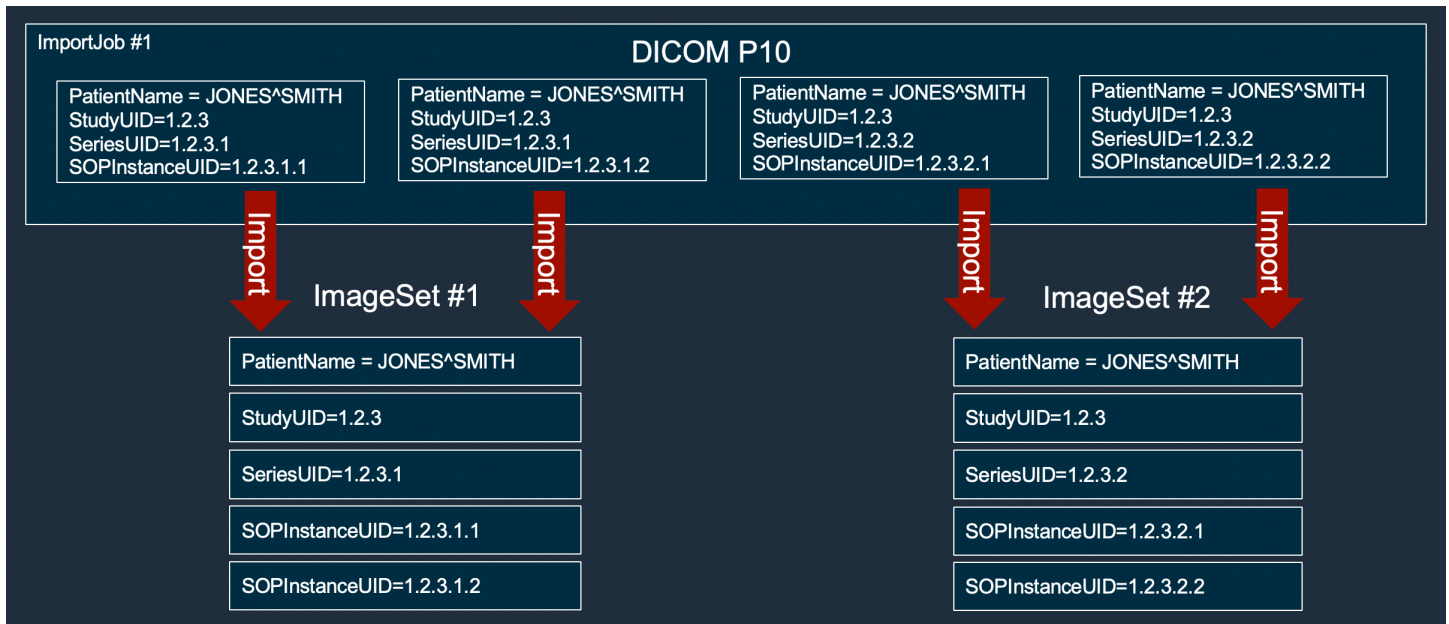 ImportJob #1
DICOM P10
PatientName = JONES^SMITH
StudyUID=1.2.3
SeriesUID=1.2.3.1
SOPInstanceUID=1.2.3.1.1
PatientName = JONES^SMITH
StudyUID=1.2.3
SeriesUID=1.2.3.1
SOPInstanceUID=1.2.3.1.2
PatientName = JONES^SMITH
StudyUID=1.2.3
SeriesUID=1.2.3.2
SOPInstanceUID=1.2.3.2.1
PatientName = JONES^SMITH
StudyUID=1.2.3
SeriesUID=1.2.3.2
SOPInstanceUID=1.2.3.2.2
Import
Import
Import
Import
ImageSet #1
PatientName = JONES^SMITH
StudyUID=1.2.3
SeriesUID=1.2.3.1
SOPInstanceUID=1.2.3.1.1
SOPInstanceUID=1.2.3.1.2
ImageSet #2
PatientName = JONES^SMITH
StudyUID=1.2.3
SeriesUID=1.2.3.2
SOPInstanceUID=1.2.3.2.1
SOPInstanceUID=1.2.3.2.2